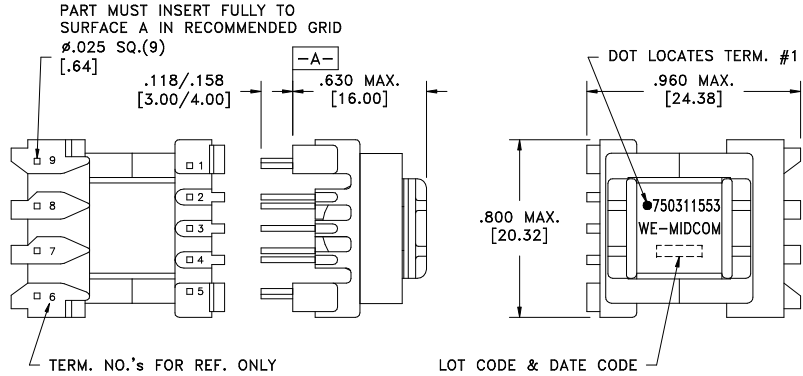 PART MUST INSERT FULLY TO
SURFACE A IN RECOMMENDED GRID
ø.025 SQ.(9)
[.64]
.118/.158
[3.00/4.00]
-A-
.630 MAX.
[16.00]
DOT LOCATES TERM. #1
.960 MAX.
[24.38]
9
1
8
2
3
7
4
6
5
.800 MAX.
[20.32]
750311553
WE-MIDCOM
TERM. NO.'s FOR REF. ONLY
LOT CODE & DATE CODE